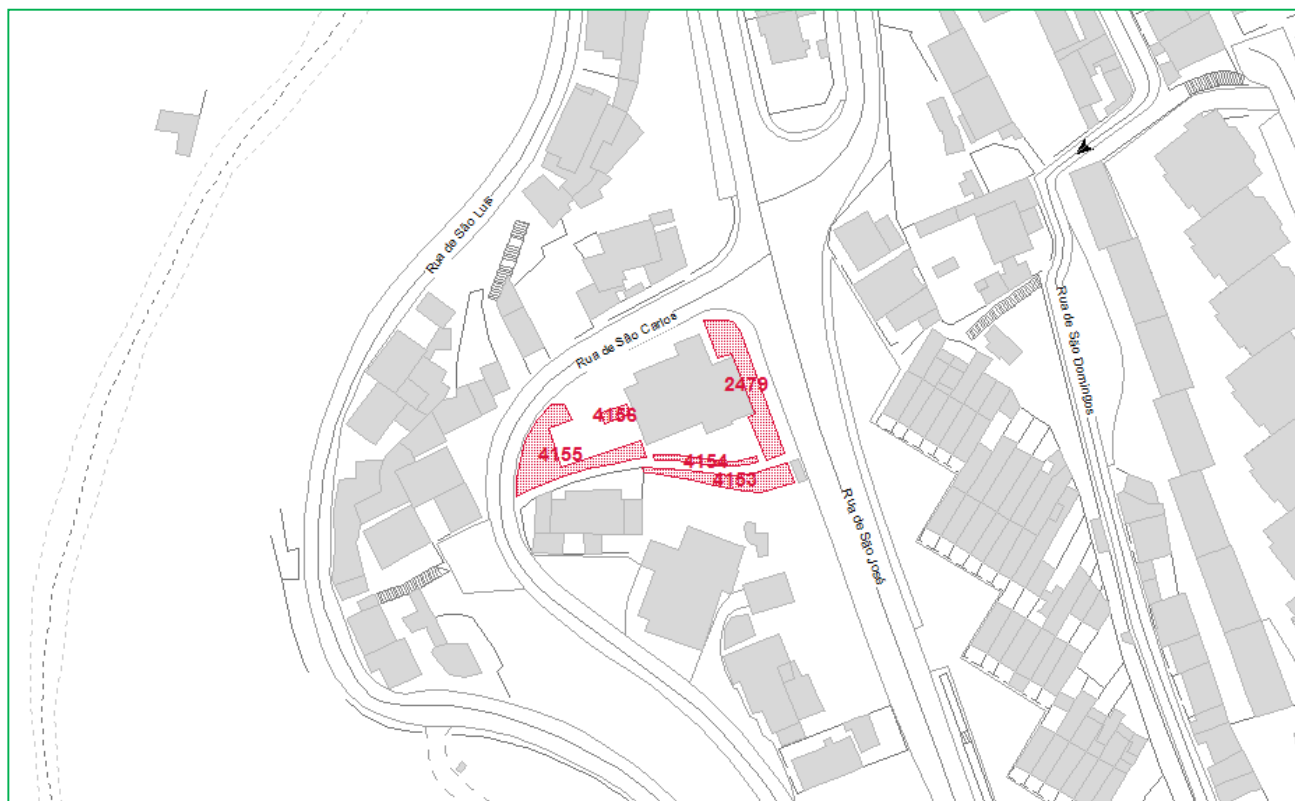 Rua de São Luís
Rua de São Carlos
Rua de São Domingos
2479
4156
4155
4154
4153
Rua de São José